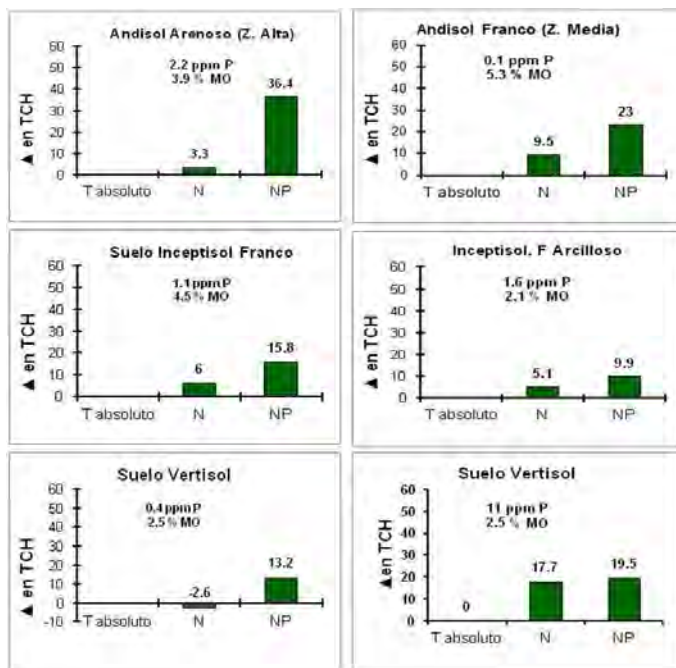 Andisol Arenoso (Z. Alta)
2.2 ppm P
3.9 % MO
▲ en TCH
60
50
40
30
20
10
0
3,3
36,4
T absoluto N NP
Andisol Franco (Z. Media)
0.1 ppm P
5.3 % MO
▲ en TCH
60
50
40
30
20
10
0
9.5
23
T absoluto N NP
Suelo Inceptisol Franco
1.1 ppm P
4.5 % MO
▲ en TCH
60
50
40
30
20
10
0
6
15.8
T absoluto N NP
Inceptisol, F Arcilloso
1.6 ppm P
2.1 % MO
▲ en TCH
60
50
40
30
20
10
0
5.1
9.9
T absoluto N NP
Suelo Vertisol
0.4 ppm P
2.5 % MO
▲ en TCH
60
50
40
30
20
10
0
-10
-2.6
13.2
T absoluto N NP
Suelo Vertisol
11 ppm P
2.5 % MO
▲ en TCH
60
50
40
30
20
10
0
0
17.7
19.5
T absoluto N NP